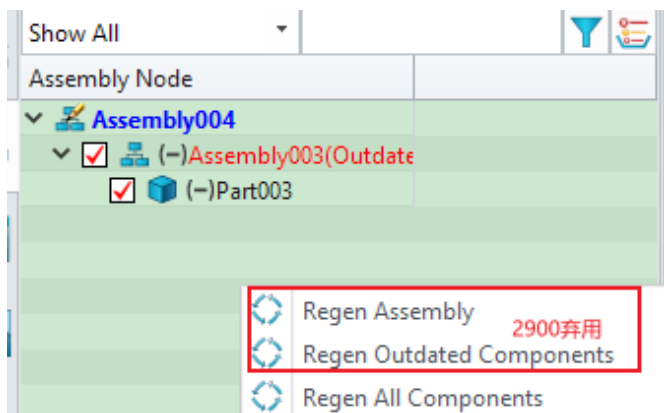 Show All
Assembly Node
Assembly004
(-)Assembly003(Outdate
(-)Part003
Regen Assembly
2900弃用
Regen Outdated Components
Regen All Components